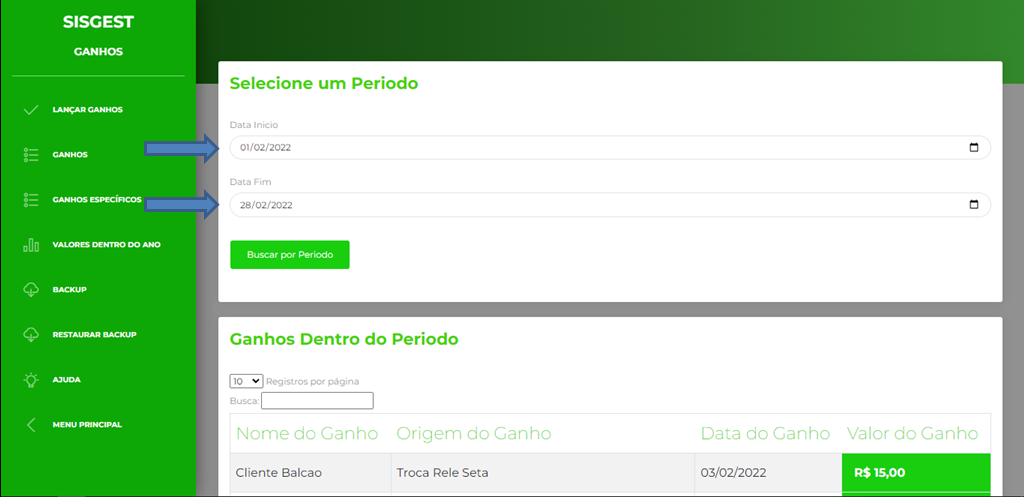 SISGEST
GANHOS
LANÇAR GANHOS
GANHOS
GANHOS ESPECÍFICOS
VALORES DENTRO DO ANO
BACKUP
RESTAURAR BACKUP
AJUDA
MENU PRINCIPAL
Selecione um Periodo
Data Inicio
01/02/2022
Data Fim
28/02/2022
Buscar por Periodo
Ganhos Dentro do Periodo
10 Registros por página
Busca:
Nome do Ganho Origem do Ganho Data do Ganho Valor do Ganho
Cliente Balcao Troca Rele Seta 03/02/2022 R$ 15,00